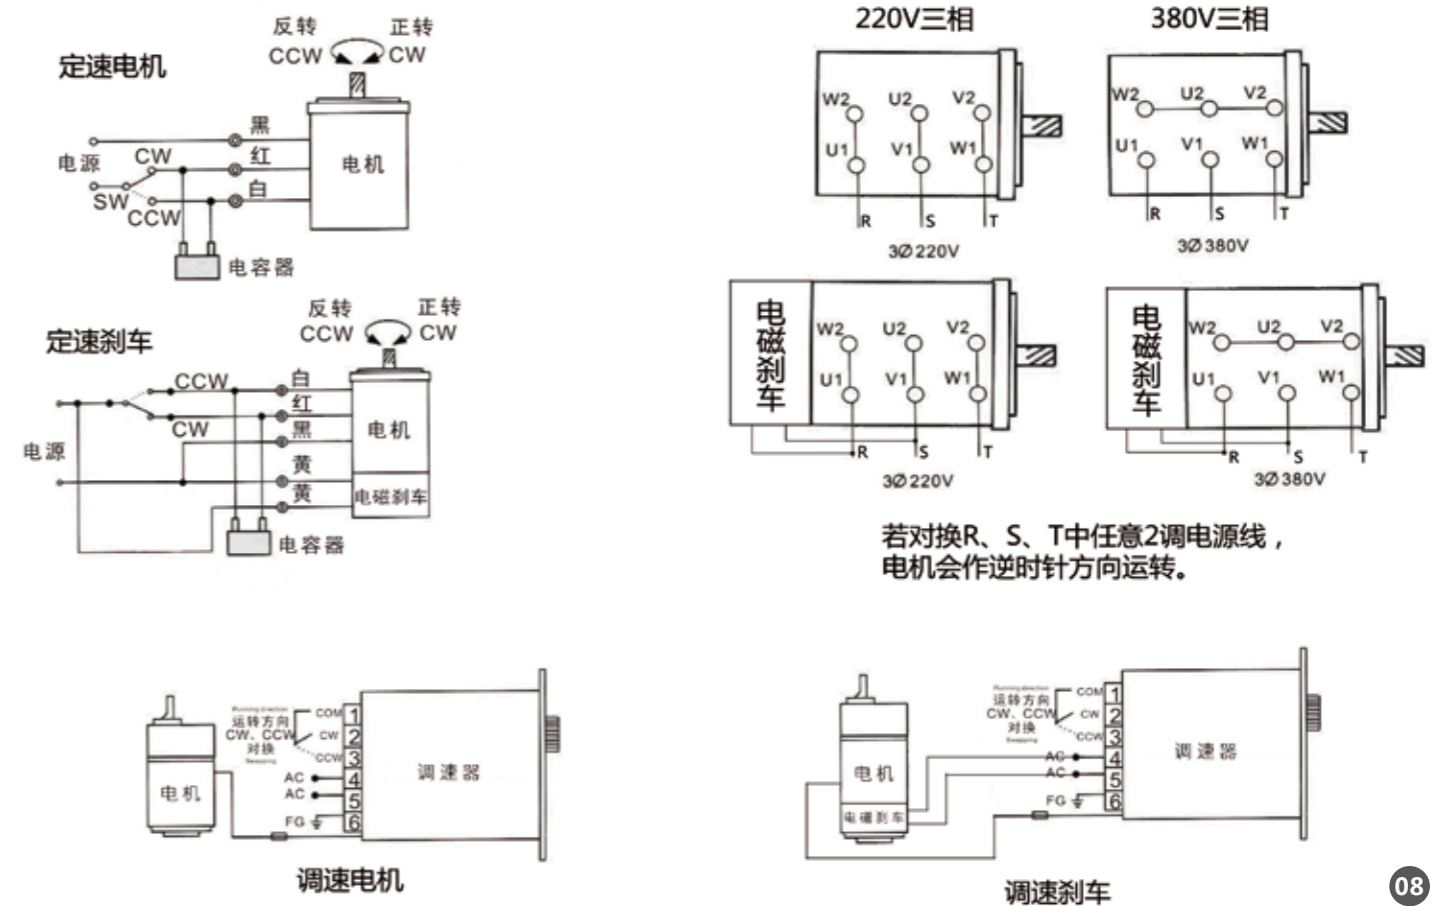 定速电机
反转
正转
CCW
CW
黑
红
白
电源
CW
SW
CCW
电机
电容器
定速刹车
反转
正转
CCW
CW
CCW
CW
电源
白
红
黑
黄
黄
电机
电磁刹车
电容器
220V三相
W2
U2
V2
U1
V1
W1
R
S
T
3Ø220V
380V三相
W2
U2
V2
U1
V1
W1
R
S
T
3Ø380V
电磁刹车
W2
U2
V2
U1
V1
W1
R
S
T
3Ø220V
电磁刹车
W2
U2
V2
U1
V1
W1
R
S
T
3Ø380V
若对换R、S、T中任意2调电源线，
电机会作逆时针方向运转。
Running direction
运转方向
CW、CCW
对换
Swapping
COM
CW
CCW
AC
AC
FG
1
2
3
4
5
6
电机
调速器
调速电机
Running direction
运转方向
CW、CCW
对换
Swapping
COM
CW
CCW
AC
AC
FG
1
2
3
4
5
6
电机
电磁刹车
调速器
调速刹车
08